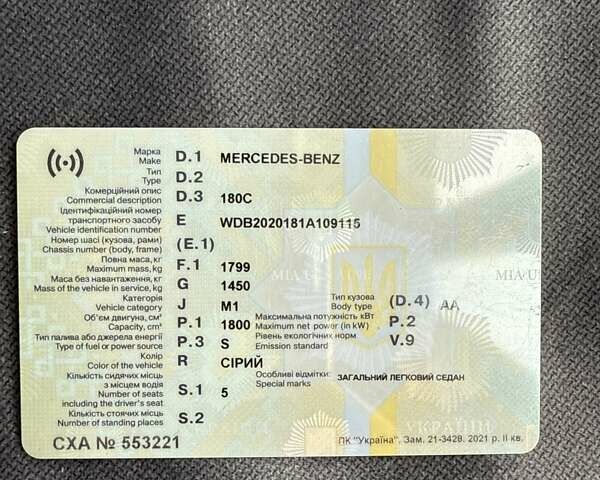 Марка
Make D.1 MERCEDES-BENZ
Тип
Type D.2
Комерційний опис
Commercial description D.3 180C
Ідентифікаційний номер
транспортного засобу E WDB2020181A109115
Vehicle identification number
Номер шасі (кузова, рами)
Chassis number (body, frame) (E.1)
Повна маса, кг
Maximum mass, kg F.1 1799
Маса без навантаження, кг
Mass of the vehicle in service, kg G 1450
Категорія
Vehicle category J M1
Тип кузова
Body type (D.4) AA
Об'єм двигуна, см³
Capacity, cm³ P.1 1800
Максимальна потужність кВт
Maximum net power (in kW) P.2
Тип палива або джерела енергії
Type of fuel or power source P.3 S
Рівень екологічних норм
Emission standard V.9
Колір
Color of the vehicle R СІРИЙ
Особливі відмітки:
Special marks ЗАГАЛЬНИЙ ЛЕГКОВИЙ СЕДАН
Кількість сидячих місць
з місцем водія
Number of seats S.1 5
including the driver's seat
Кількість стоячих місць
Number of standing places S.2
СХА № 553221
ПК "Україна". Зам. 21-3428. 2021 р. ІІ кв.
МІА U
МІА U
УКРАЇНИ